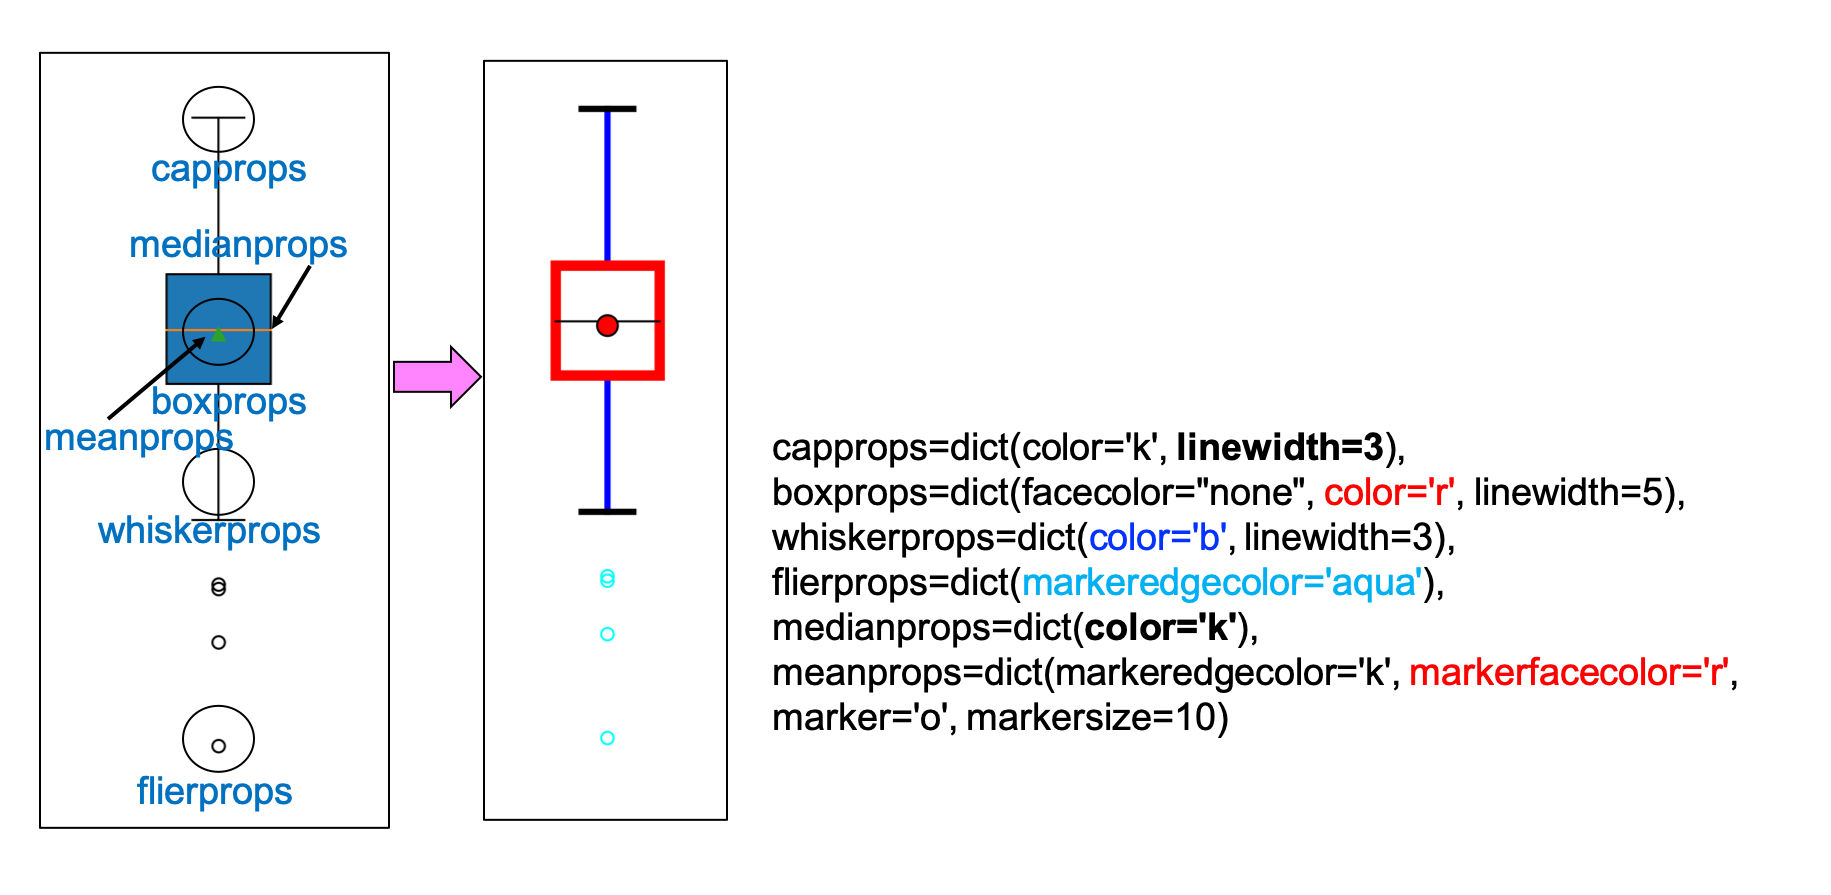 capprops
medianprops
boxprops
meanprops
whiskerprops
flierprops
capprops=dict(color='k', linewidth=3),
boxprops=dict(facecolor="none", color='r', linewidth=5),
whiskerprops=dict(color='b', linewidth=3),
flierprops=dict(markeredgecolor='aqua'),
medianprops=dict(color='k'),
meanprops=dict(markeredgecolor='k', markerfacecolor='r',
marker='o', markersize=10)